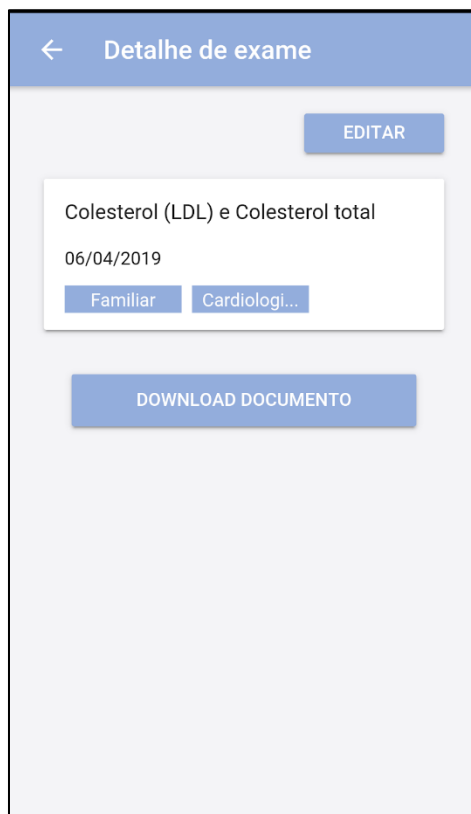 Detalhe de exame
EDITAR
Colesterol (LDL) e Colesterol total
06/04/2019
Familiar Cardiologi...
DOWNLOAD DOCUMENTO